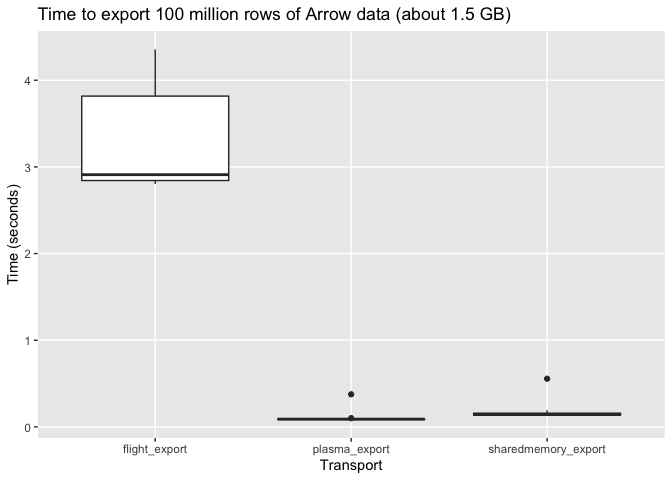 Time to export 100 million rows of Arrow data (about 1.5 GB)
4
3
2
1
0
Time (seconds)
flight_export
plasma_export
sharedmemory_export
Transport